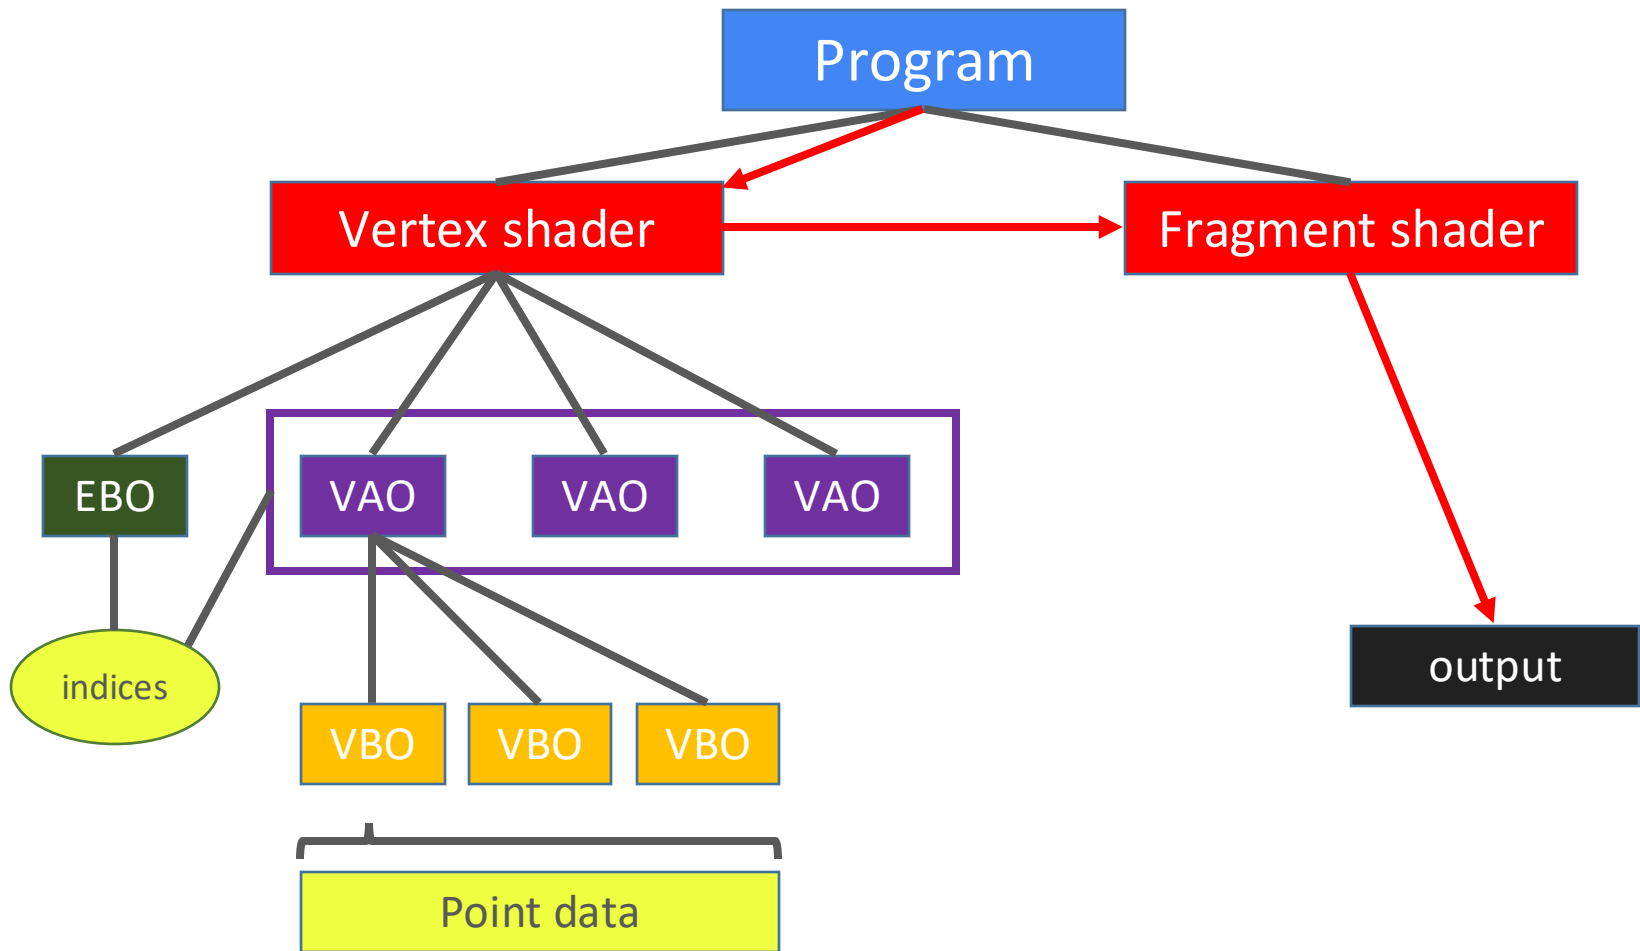 Program
Vertex shader
Fragment shader
EBO
VAO
VAO
VAO
indices
output
VBO
VBO
VBO
Point data